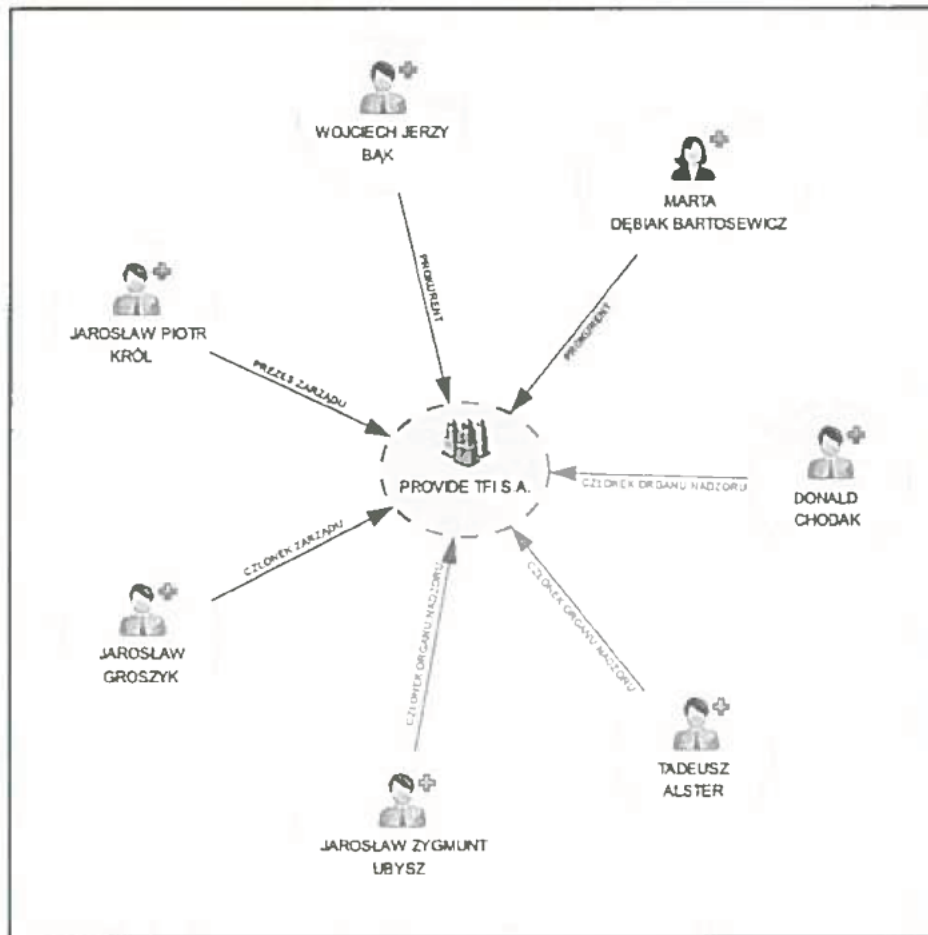 WOJCIECH JERZY
BĄK
MARTA
DĘBIAK BARTOSEWICZ
PROKURENT
PROKURENT
JAROSŁAW PIOTR
KRÓL
PREZES ZARZĄDU
PROVIDE TFI S.A.
CZŁONEK ORGANU NADZORU
DONALD
CHODAK
CZŁONEK ZARZĄDU
CZŁONEK ORGANU NADZORU
CZŁONEK ORGANU NADZORU
JAROSŁAW
GROSZYK
TADEUSZ
ALSTER
JAROSŁAW ZYGMUNT
UBYSZ